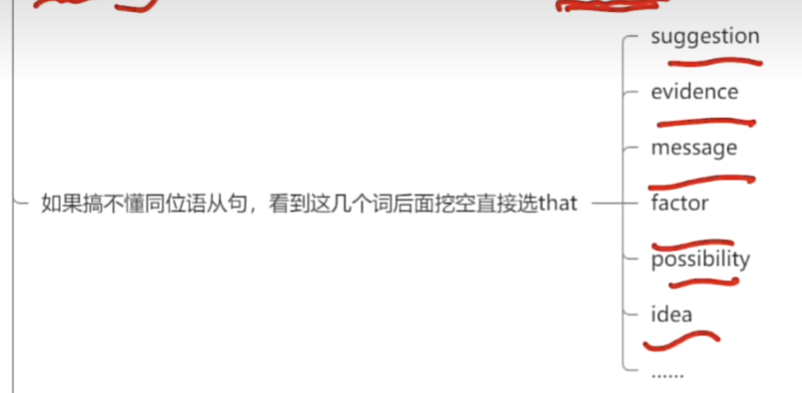 suggestion
evidence
message
如果搞不懂同位语从句，看到这几个词后面挖空直接选that
factor
possibility
idea
......